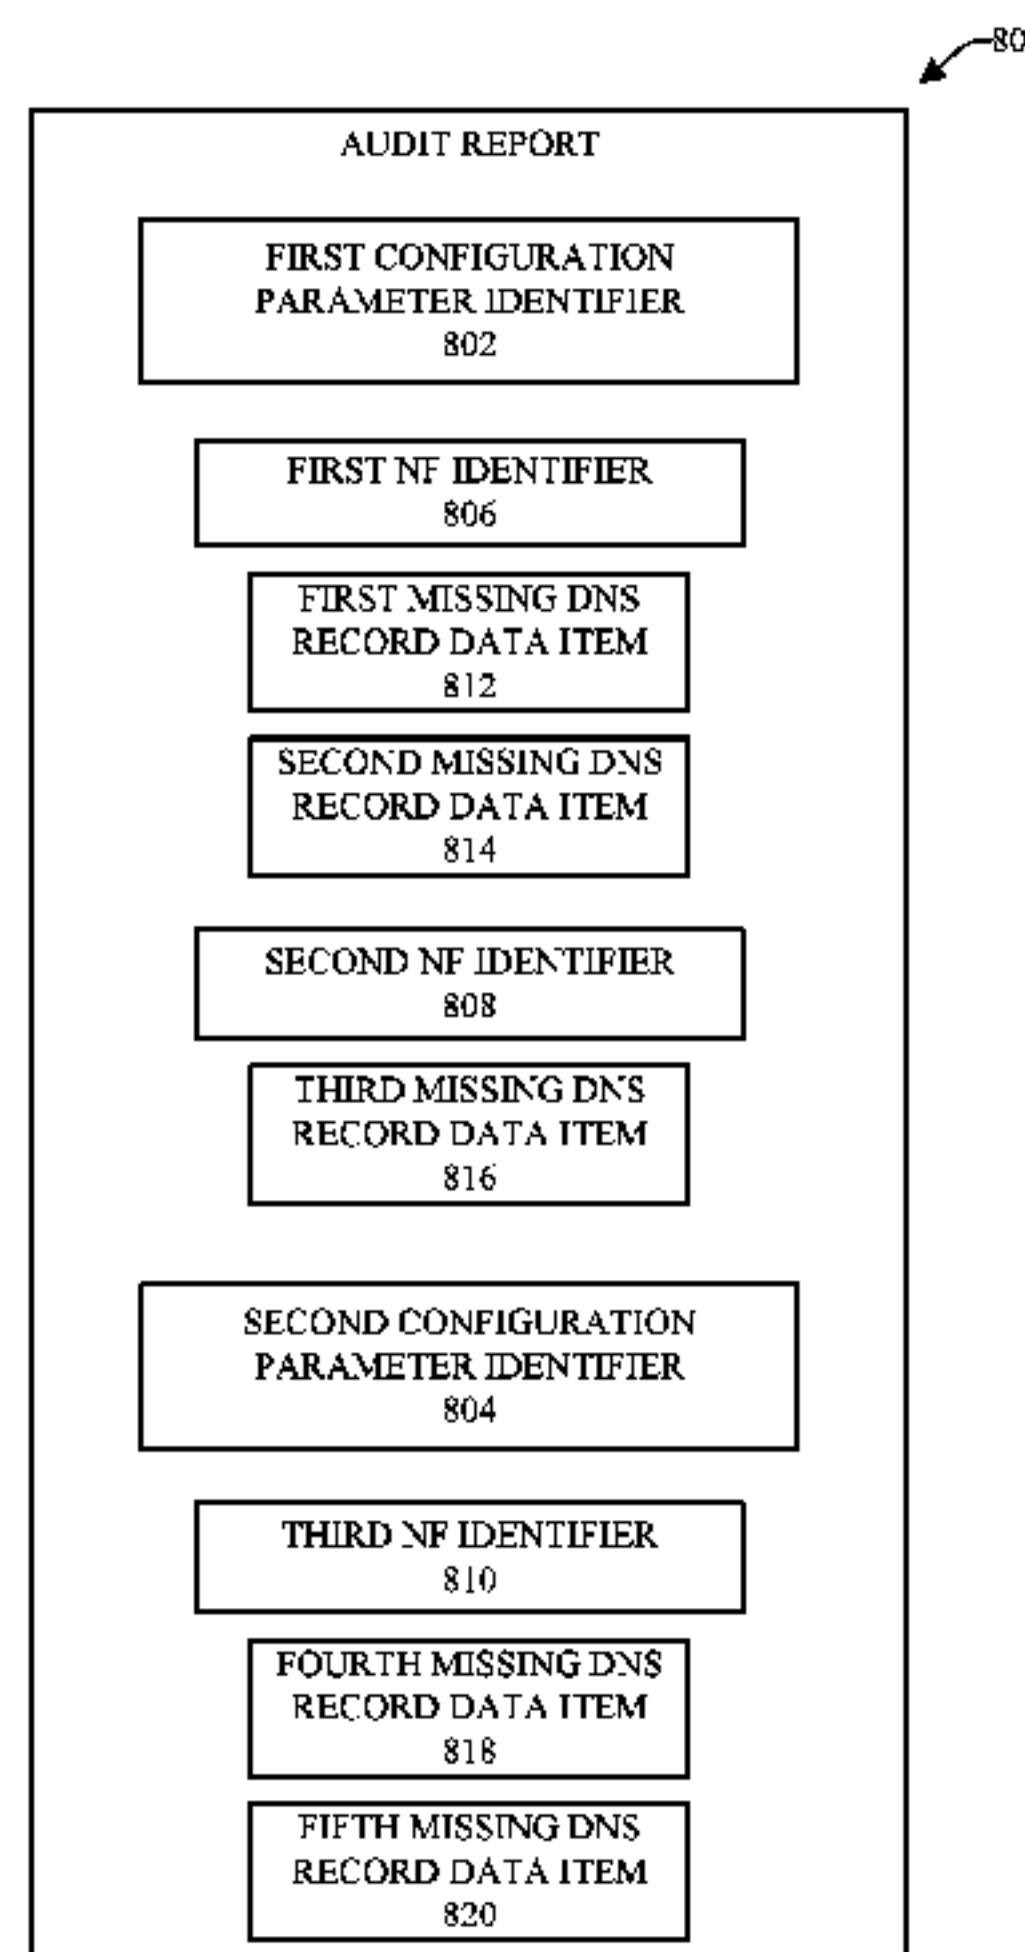 80
AUDIT REPORT
FIRST CONFIGURATION
PARAMETER IDENTIFIER
802
FIRST NF IDENTIFIER
806
FIRST MISSING DNS
RECORD DATA ITEM
812
SECOND MISSING DNS
RECORD DATA ITEM
814
SECOND NF IDENTIFIER
808
THIRD MISSING DNS
RECORD DATA ITEM
816
SECOND CONFIGURATION
PARAMETER IDENTIFIER
804
THIRD NF IDENTIFIER
810
FOURTH MISSING DNS
RECORD DATA ITEM
818
FIFTH MISSING DNS
RECORD DATA ITEM
820